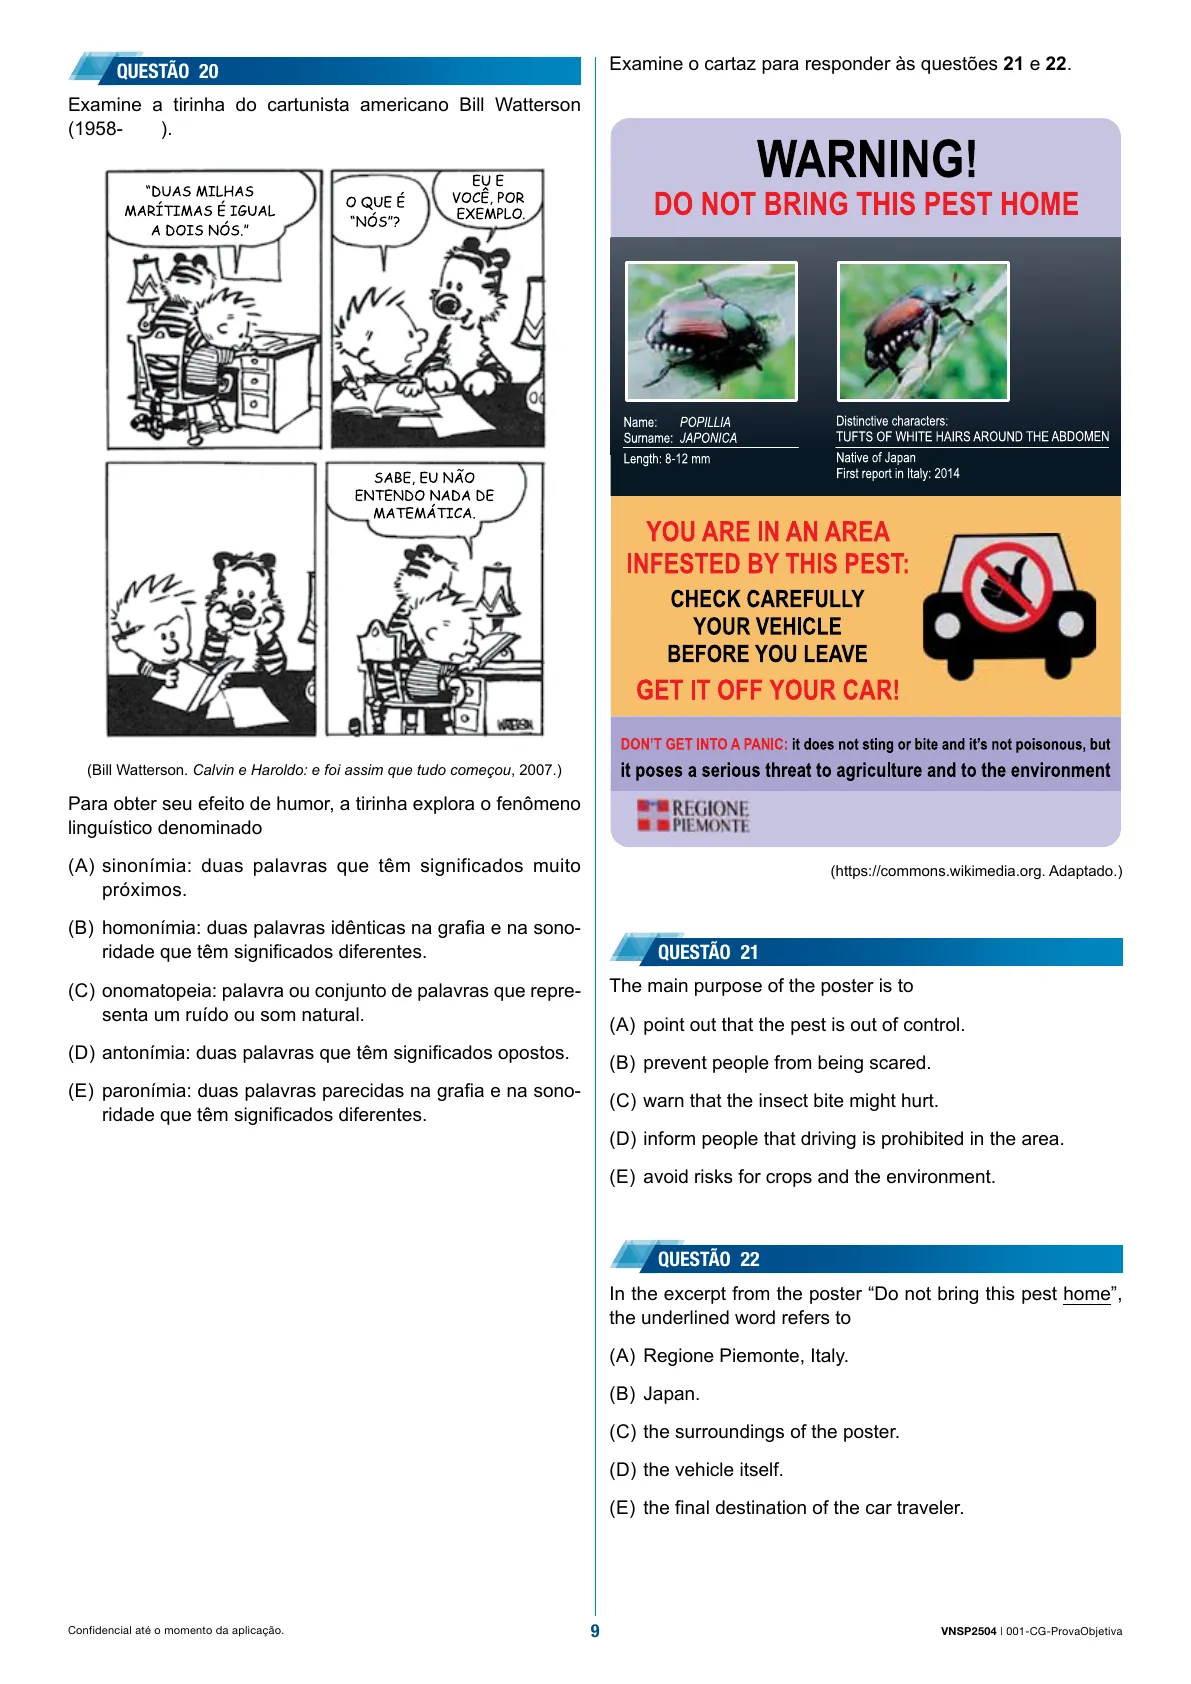 QUESTÃO 20
Examine a tirinha do cartunista americano Bill Watterson
(1958- ).
“DUAS MILHAS
MARÍTIMAS É IGUAL
A DOIS NÓS.”
O QUE É
“NÓS”?
EU E
VOCÊ, POR
EXEMPLO.
SABE, EU NÃO
ENTENDO NADA DE
MATEMÁTICA.
WATTERSON
(Bill Watterson. Calvin e Haroldo: e foi assim que tudo começou, 2007.)
Para obter seu efeito de humor, a tirinha explora o fenômeno
linguístico denominado
(A) sinonímia: duas palavras que têm significados muito
próximos.
(B) homonímia: duas palavras idênticas na grafia e na sono-
ridade que têm significados diferentes.
(C) onomatopeia: palavra ou conjunto de palavras que repre-
senta um ruído ou som natural.
(D) antonímia: duas palavras que têm significados opostos.
(E) paronímia: duas palavras parecidas na grafia e na sono-
ridade que têm significados diferentes.
Examine o cartaz para responder às questões 21 e 22.
WARNING!
DO NOT BRING THIS PEST HOME
Name: POPILLIA
Surname: JAPONICA
Length: 8-12 mm
Distinctive characters:
TUFTS OF WHITE HAIRS AROUND THE ABDOMEN
Native of Japan
First report in Italy: 2014
YOU ARE IN AN AREA
INFESTED BY THIS PEST:
CHECK CAREFULLY
YOUR VEHICLE
BEFORE YOU LEAVE
GET IT OFF YOUR CAR!
DON’T GET INTO A PANIC: it does not sting or bite and it’s not poisonous, but
it poses a serious threat to agriculture and to the environment
REGIONE
PIEMONTE
(https://commons.wikimedia.org. Adaptado.)
QUESTÃO 21
The main purpose of the poster is to
(A) point out that the pest is out of control.
(B) prevent people from being scared.
(C) warn that the insect bite might hurt.
(D) inform people that driving is prohibited in the area.
(E) avoid risks for crops and the environment.
QUESTÃO 22
In the excerpt from the poster “Do not bring this pest home”,
the underlined word refers to
(A) Regione Piemonte, Italy.
(B) Japan.
(C) the surroundings of the poster.
(D) the vehicle itself.
(E) the final destination of the car traveler.
Confidencial até o momento da aplicação.
9
VNSP2504 | 001-CG-ProvaObjetiva